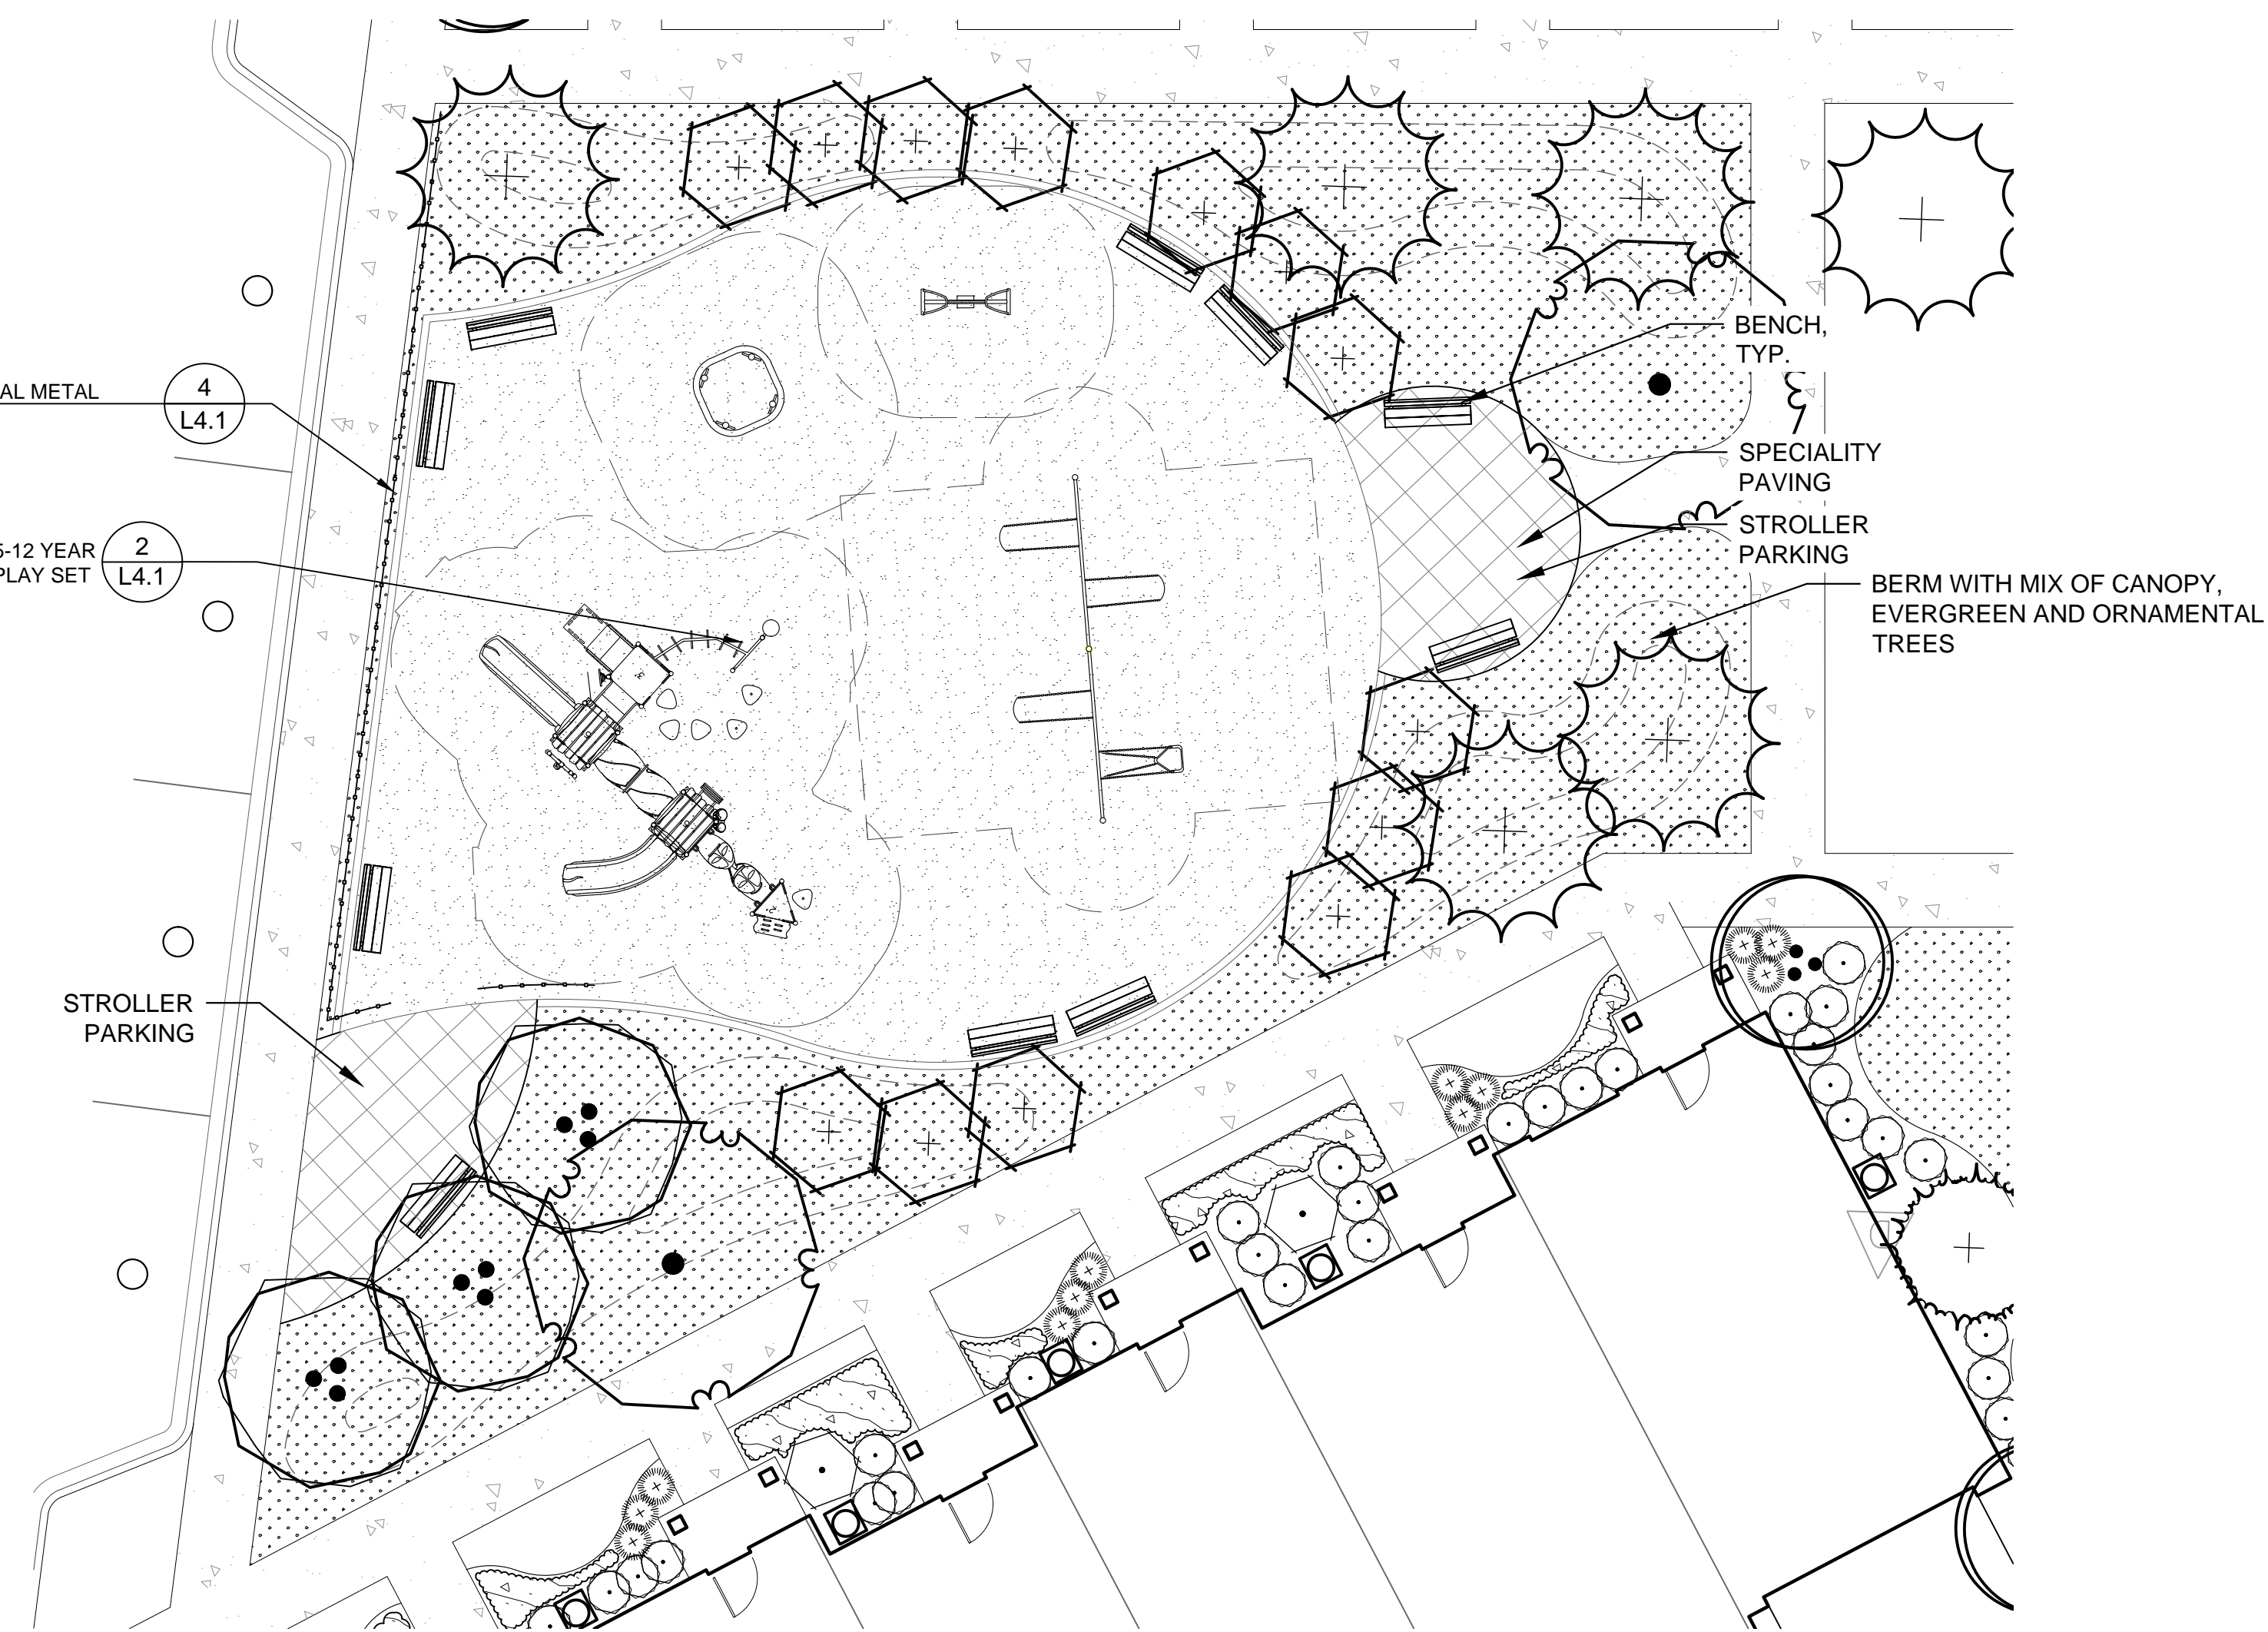 BENCH,
TYP.
AL METAL
4
L4.1
SPECIALITY
PAVING
STROLLER
PARKING
5-12 YEAR
PLAY SET
2
L4.1
BERM WITH MIX OF CANOPY,
EVERGREEN AND ORNAMENTAL
TREES
STROLLER
PARKING